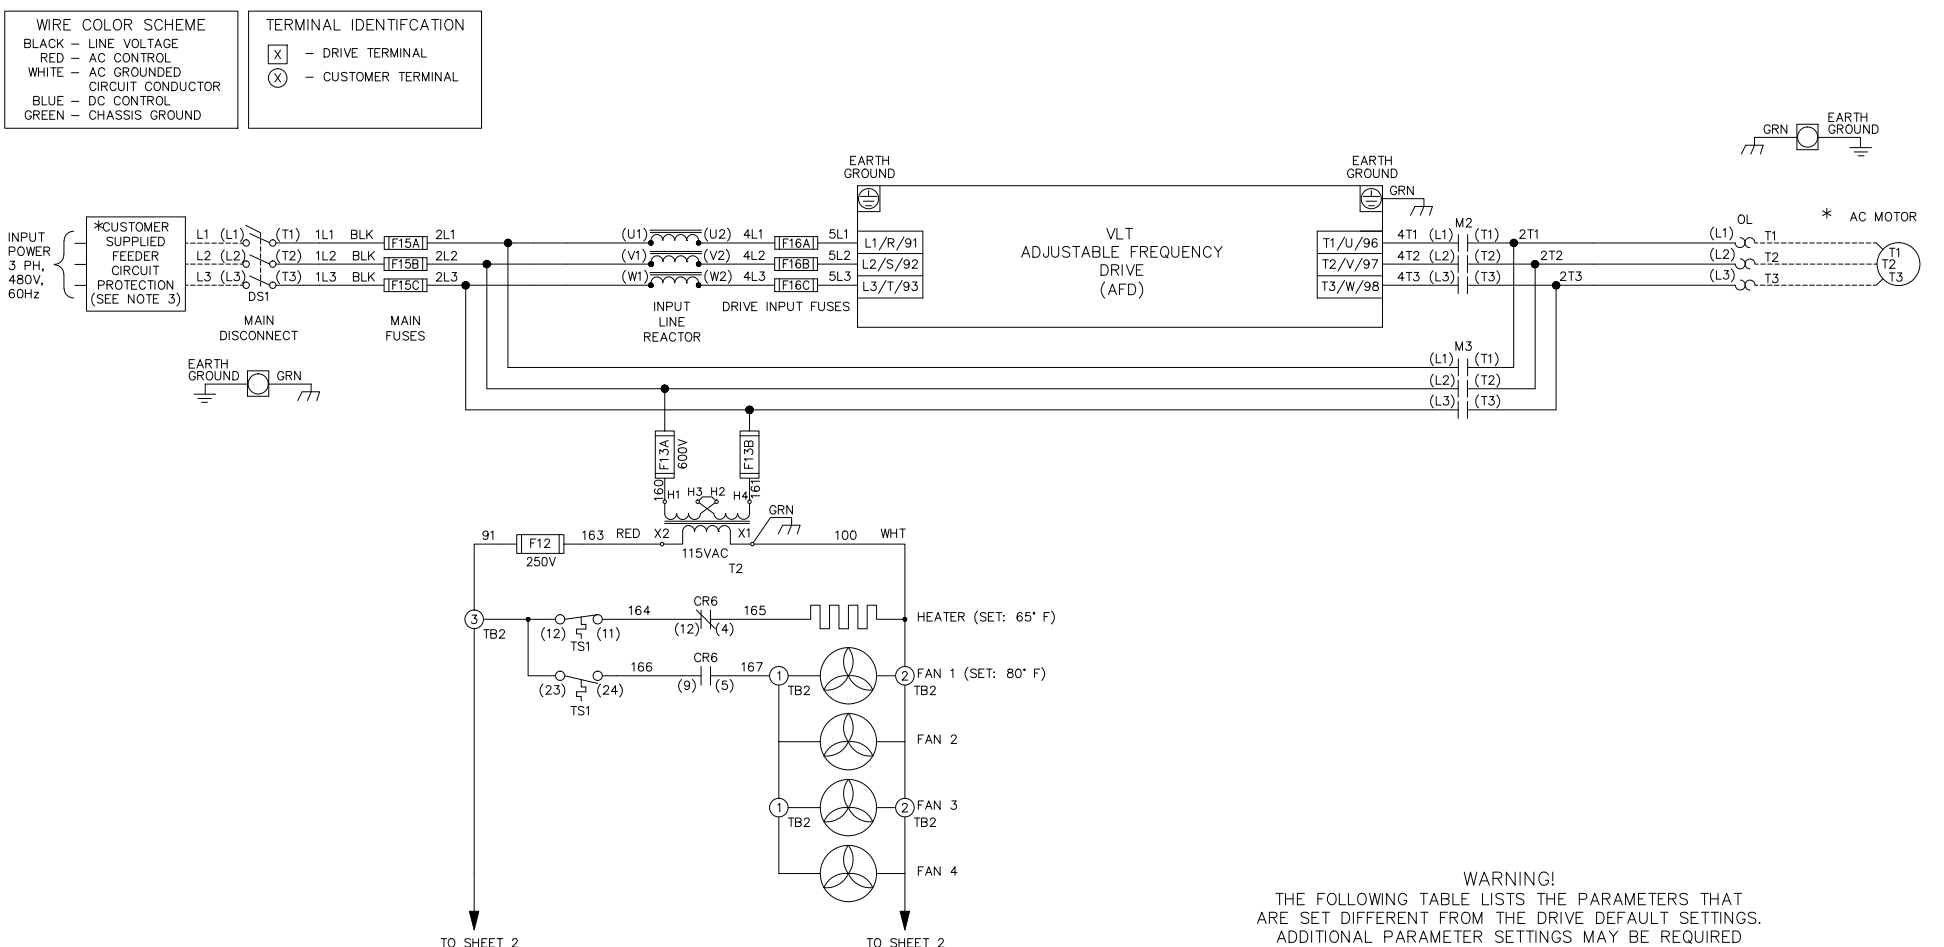 WIRE COLOR SCHEME
BLACK – LINE VOLTAGE
RED – AC CONTROL
WHITE – AC GROUNDED
CIRCUIT CONDUCTOR
BLUE – DC CONTROL
GREEN – CHASSIS GROUND
TERMINAL IDENTIFCATION
X – DRIVE TERMINAL
X – CUSTOMER TERMINAL
GRN
EARTH
GROUND
INPUT
POWER
3 PH,
480V,
60Hz
*CUSTOMER
SUPPLIED
FEEDER
CIRCUIT
PROTECTION
(SEE NOTE 3)
L1 (L1) (T1) 1L1 BLK F15A 2L1
L2 (L2) (T2) 1L2 BLK F15B 2L2
L3 (L3) (T3) 1L3 BLK F15C 2L3
DS1
MAIN
DISCONNECT
MAIN
FUSES
(U1) (U2) 4L1 F16A 5L1
(V1) (V2) 4L2 F16B 5L2
(W1) (W2) 4L3 F16C 5L3
INPUT
LINE
REACTOR
DRIVE INPUT FUSES
EARTH
GROUND
L1/R/91
L2/S/92
L3/T/93
VLT
ADJUSTABLE FREQUENCY
DRIVE
(AFD)
EARTH
GROUND
GRN
T1/U/96
T2/V/97
T3/W/98
M2
4T1 (L1) (T1) 2T1
4T2 (L2) (T2) 2T2
4T3 (L3) (T3) 2T3
OL
(L1) T1
(L2) T2
(L3) T3
* AC MOTOR
T1
T2
T3
M3
(L1) (T1)
(L2) (T2)
(L3) (T3)
EARTH
GROUND
GRN
F13A
600V
F13B
160
H1 H3 H2 H4
161
GRN
91 F12 163 RED X2 X1 100 WHT
250V
115VAC
T2
3
TB2
164 CR6 165
(12) (11) (12) (4)
TS1
HEATER (SET: 65° F)
166 CR6 167
(23) (24) (9) (5)
TS1
1
TB2
2
TB2
FAN 1 (SET: 80° F)
FAN 2
1
TB2
2
TB2
FAN 3
FAN 4
TO SHEET 2
TO SHEET 2
WARNING!
THE FOLLOWING TABLE LISTS THE PARAMETERS THAT
ARE SET DIFFERENT FROM THE DRIVE DEFAULT SETTINGS.
ADDITIONAL PARAMETER SETTINGS MAY BE REQUIRED